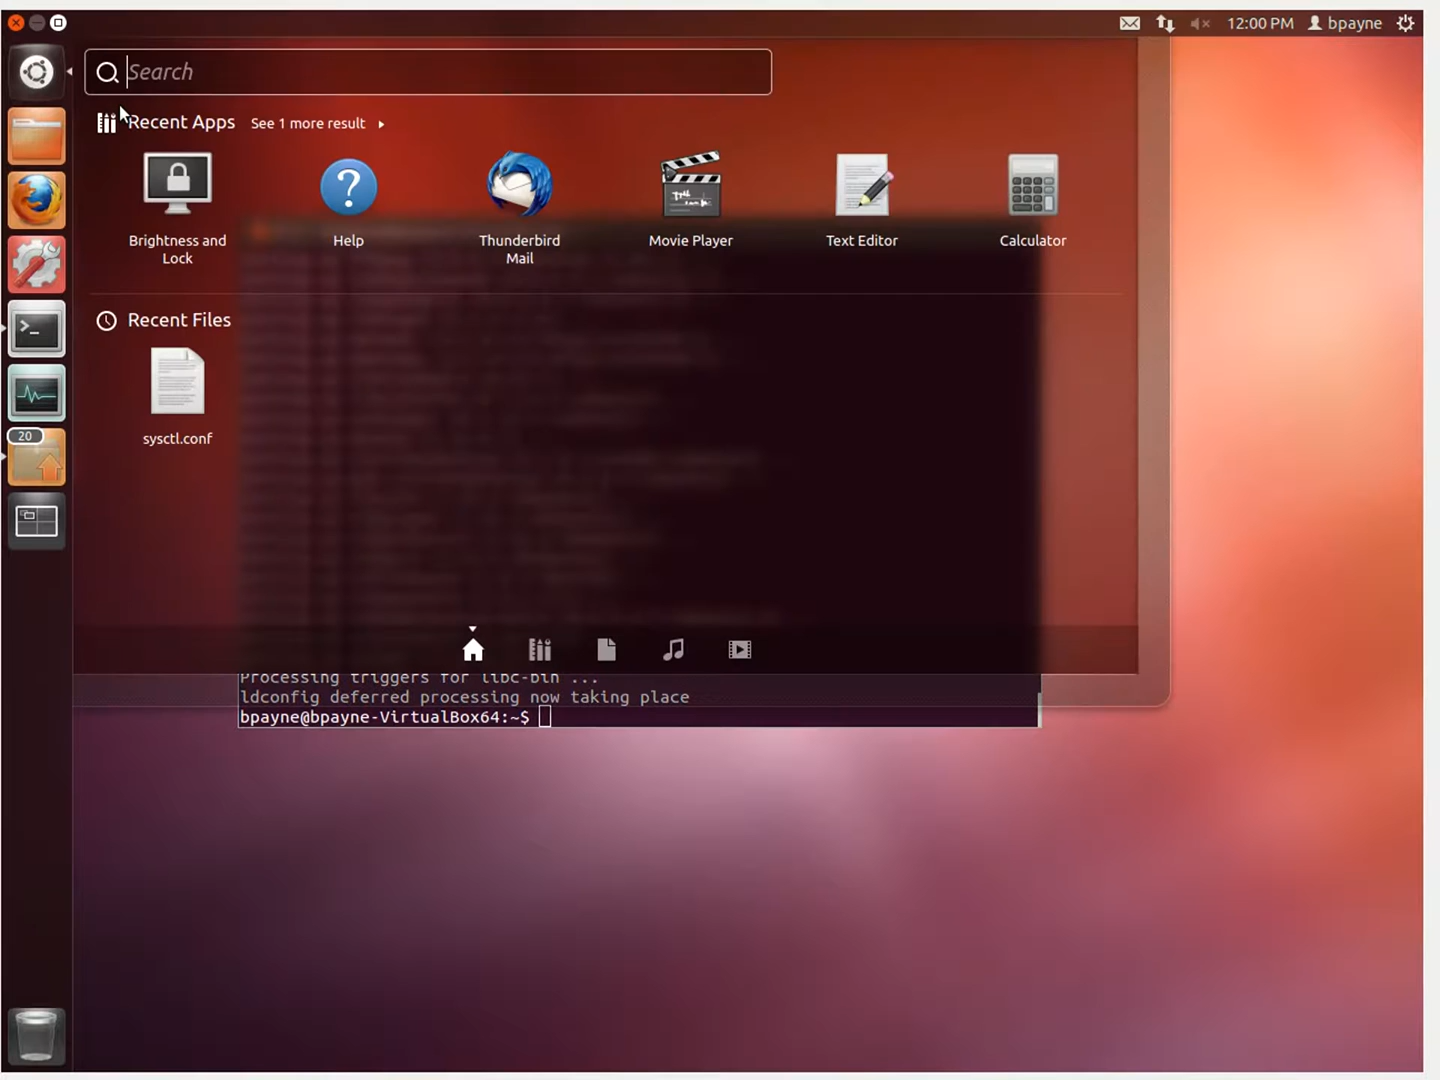 12:00 PM bpayne
Search
Recent Apps See 1 more result
Brightness and
Lock
Help
Thunderbird
Mail
Movie Player
Text Editor
Calculator
Recent Files
sysctl.conf
20
Processing triggers for libc-bin ...
ldconfig deferred processing now taking place
bpayne@bpayne-VirtualBox64:~$